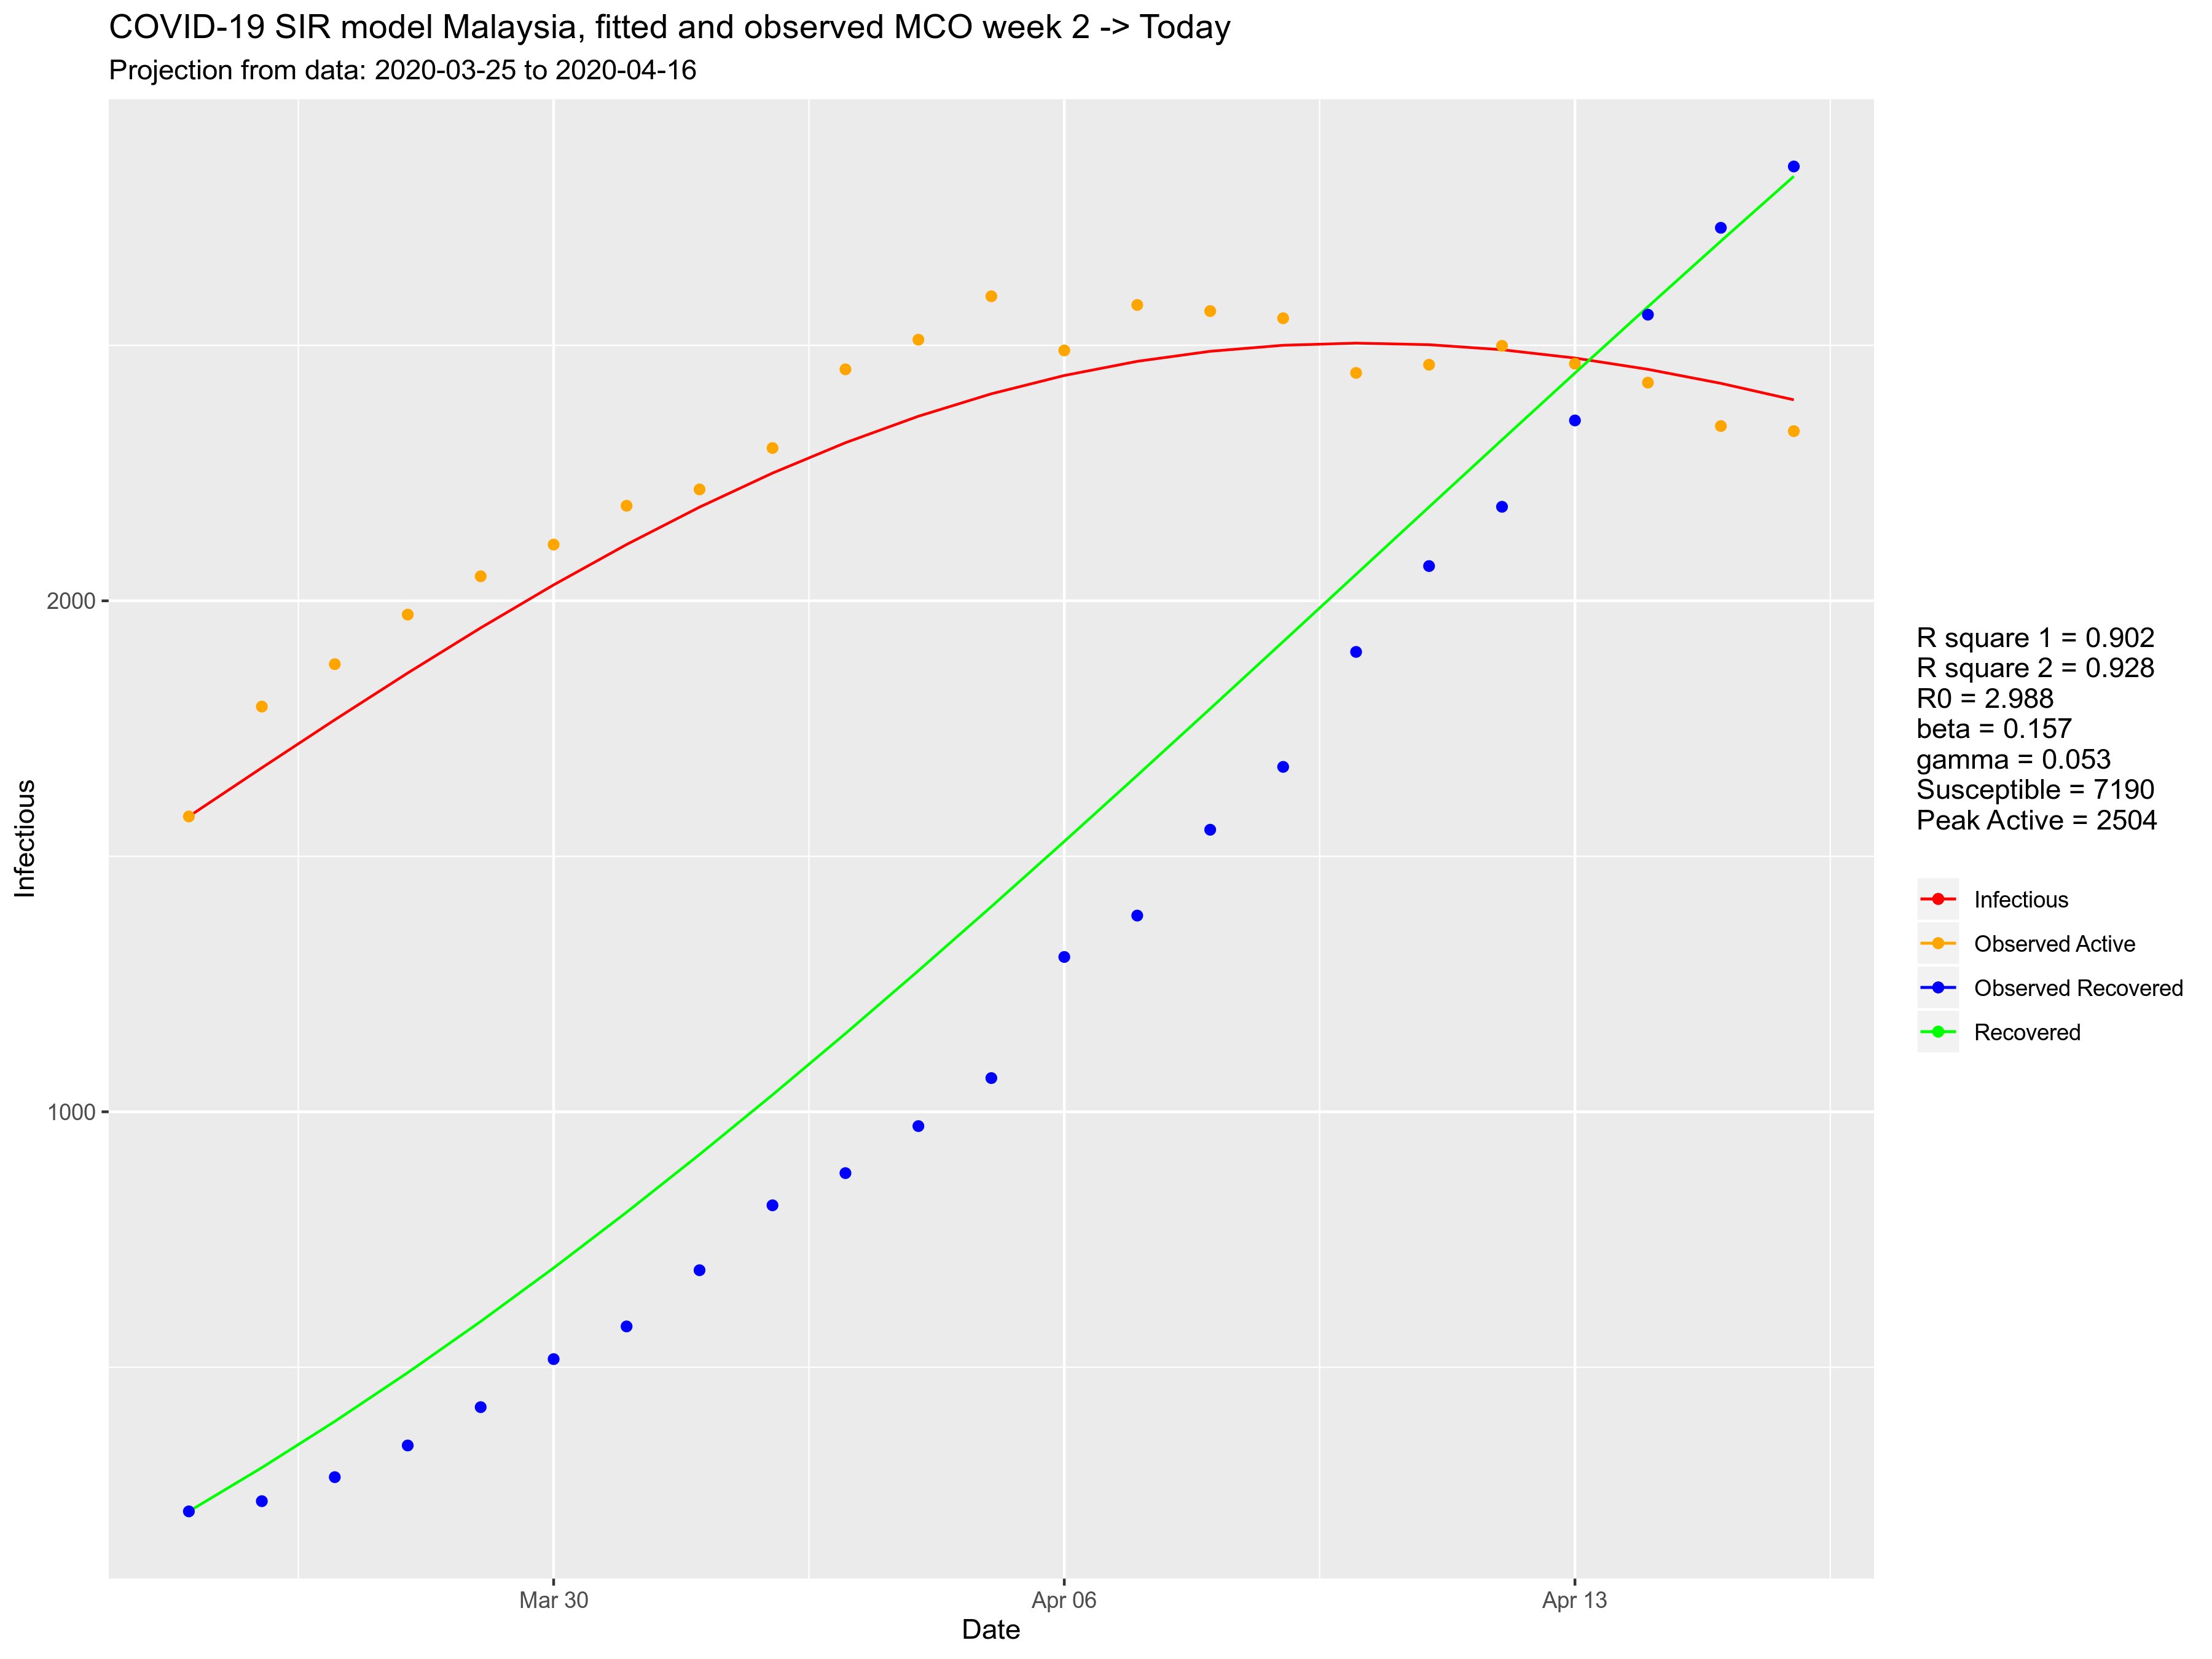 COVID-19 SIR model Malaysia, fitted and observed MCO week 2 -> Today
Projection from data: 2020-03-25 to 2020-04-16
Infectious
2000
1000
Mar 30
Apr 06
Apr 13
Date
R square 1 = 0.902
R square 2 = 0.928
R0 = 2.988
beta = 0.157
gamma = 0.053
Susceptible = 7190
Peak Active = 2504
Infectious
Observed Active
Observed Recovered
Recovered